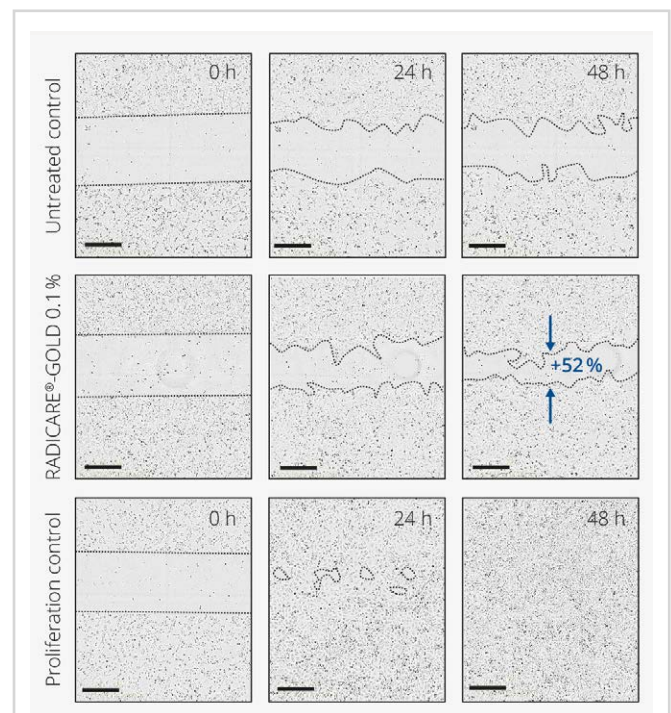 Untreated control
0 h
24 h
48 h
RADICARE®-GOLD 0.1 %
+52 %
Proliferation control
0 h
24 h
48 h